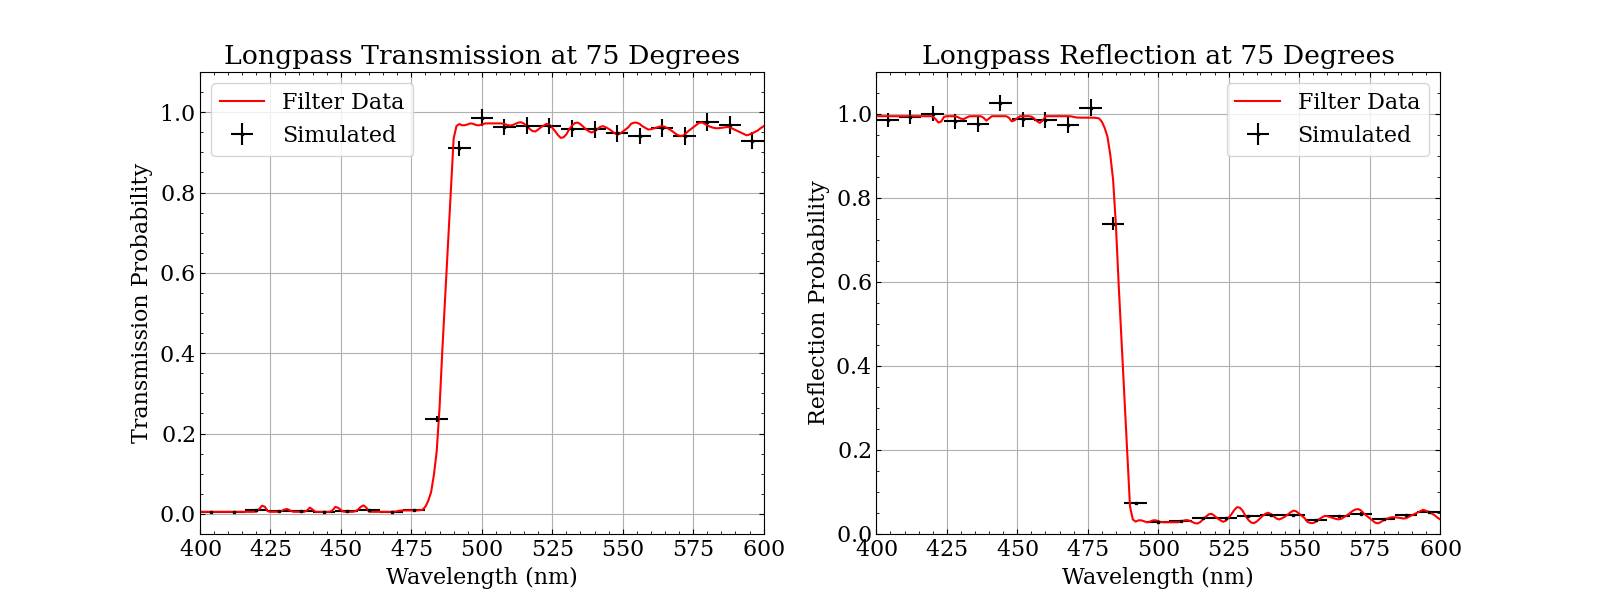 Longpass Transmission at 75 Degrees
Filter Data
Simulated
1.0
0.8
0.6
0.4
0.2
0.0
Transmission Probability
400 425 450 475 500 525 550 575 600
Wavelength (nm)
Longpass Reflection at 75 Degrees
Filter Data
Simulated
1.0
0.8
0.6
0.4
0.2
0.0
Reflection Probability
400 425 450 475 500 525 550 575 600
Wavelength (nm)